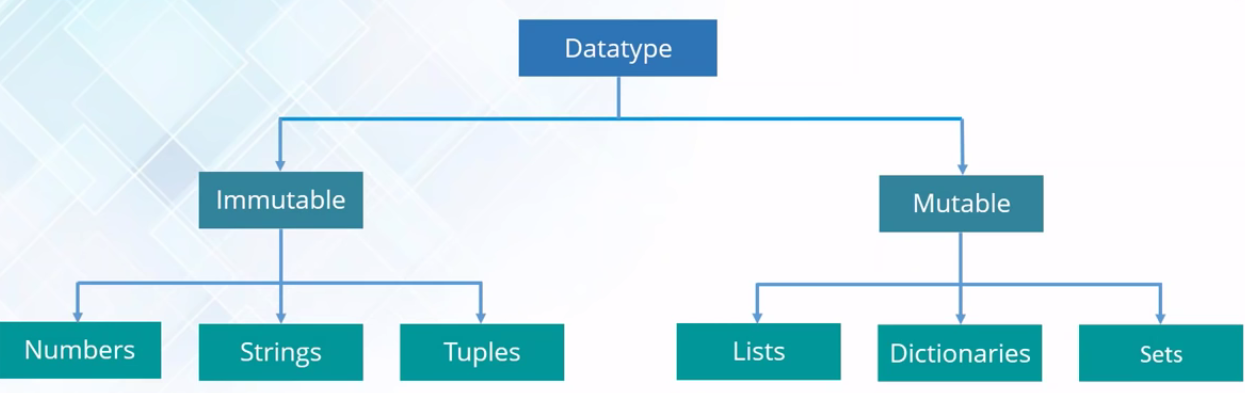 Datatype
Immutable
Mutable
Numbers
Strings
Tuples
Lists
Dictionaries
Sets